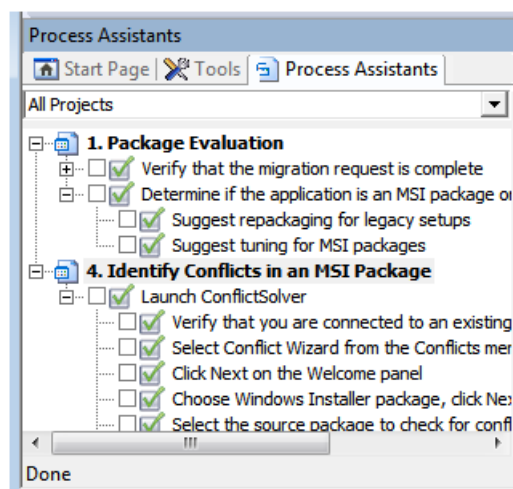 Process Assistants
Start Page Tools Process Assistants
All Projects
1. Package Evaluation
Verify that the migration request is complete
Determine if the application is an MSI package
Suggest repackaging for legacy setups
Suggest tuning for MSI packages
4. Identify Conflicts in an MSI Package
Launch ConflictSolver
Verify that you are connected to an existing
Select Conflict Wizard from the Conflicts
Click Next on the Welcome panel
Choose Windows Installer package, click
Select the source package to check for
Done